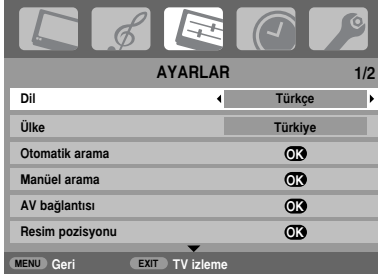 AYARLAR 1/2
Dil Türkçe
Ülke Türkiye
Otomatik arama OK
Manüel arama OK
AV bağlantısı OK
Resim pozisyonu OK
MENU Geri EXIT TV izleme